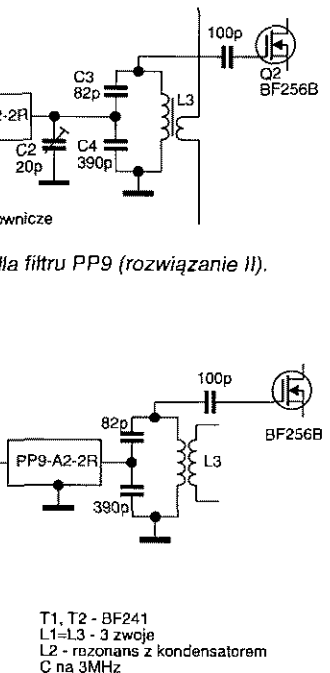 100p
Q2
BF256B
C3
82p
L3
2-2R
C2
20p
C4
390p
ownicze
dla filtru PP9 (rozwiązanie II).
100p
BF256B
82p
PP9-A2-2R
L3
390p
T1, T2 - BF241
L1=L3 - 3 zwoje
L2 - rezonans z kondensatorem
C na 3MHz